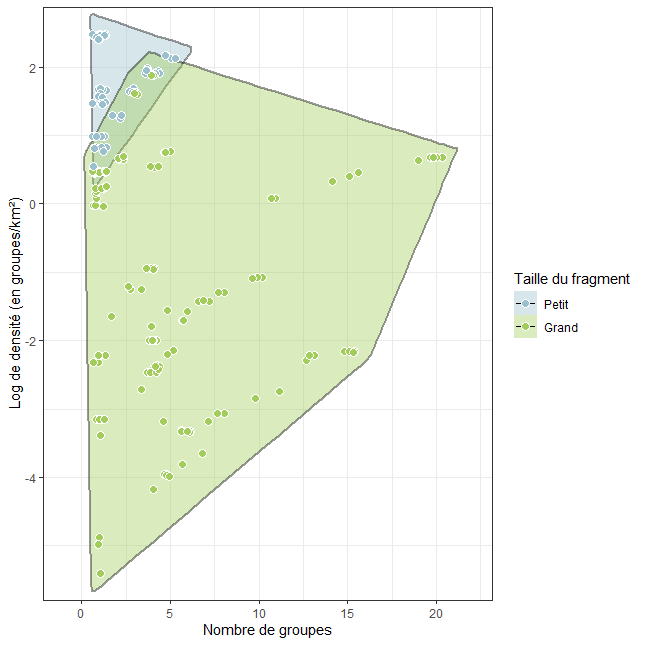 Log de densité (en groupes/km²)
2
0
-2
-4
0
5
10
15
20
Nombre de groupes
Taille du fragment
Petit
Grand